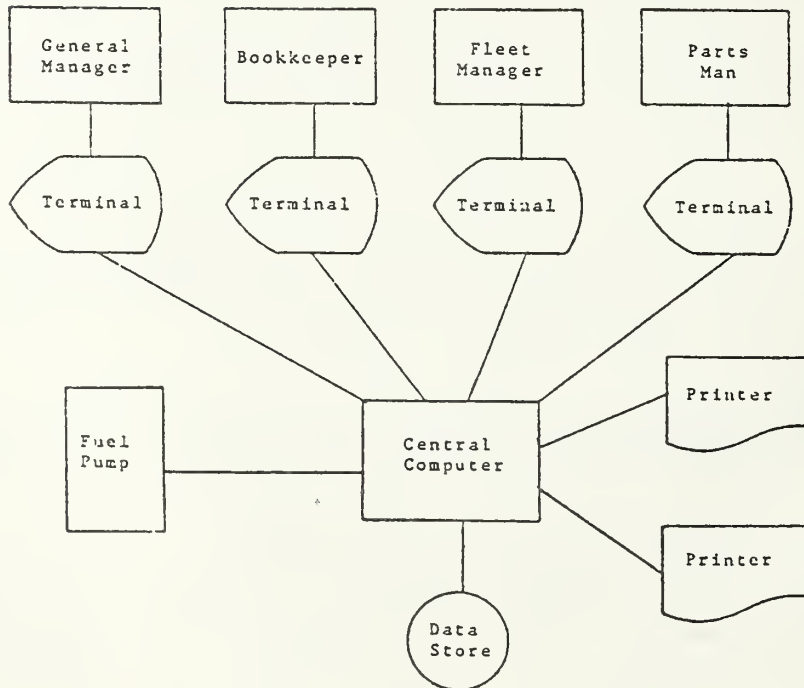 General
Manager
Bookkeeper
Fleet
Manager
Parts
Man
Terminal
Terminal
Terminal
Terminal
Fuel
Pump
Central
Computer
Printer
Printer
Data
Store